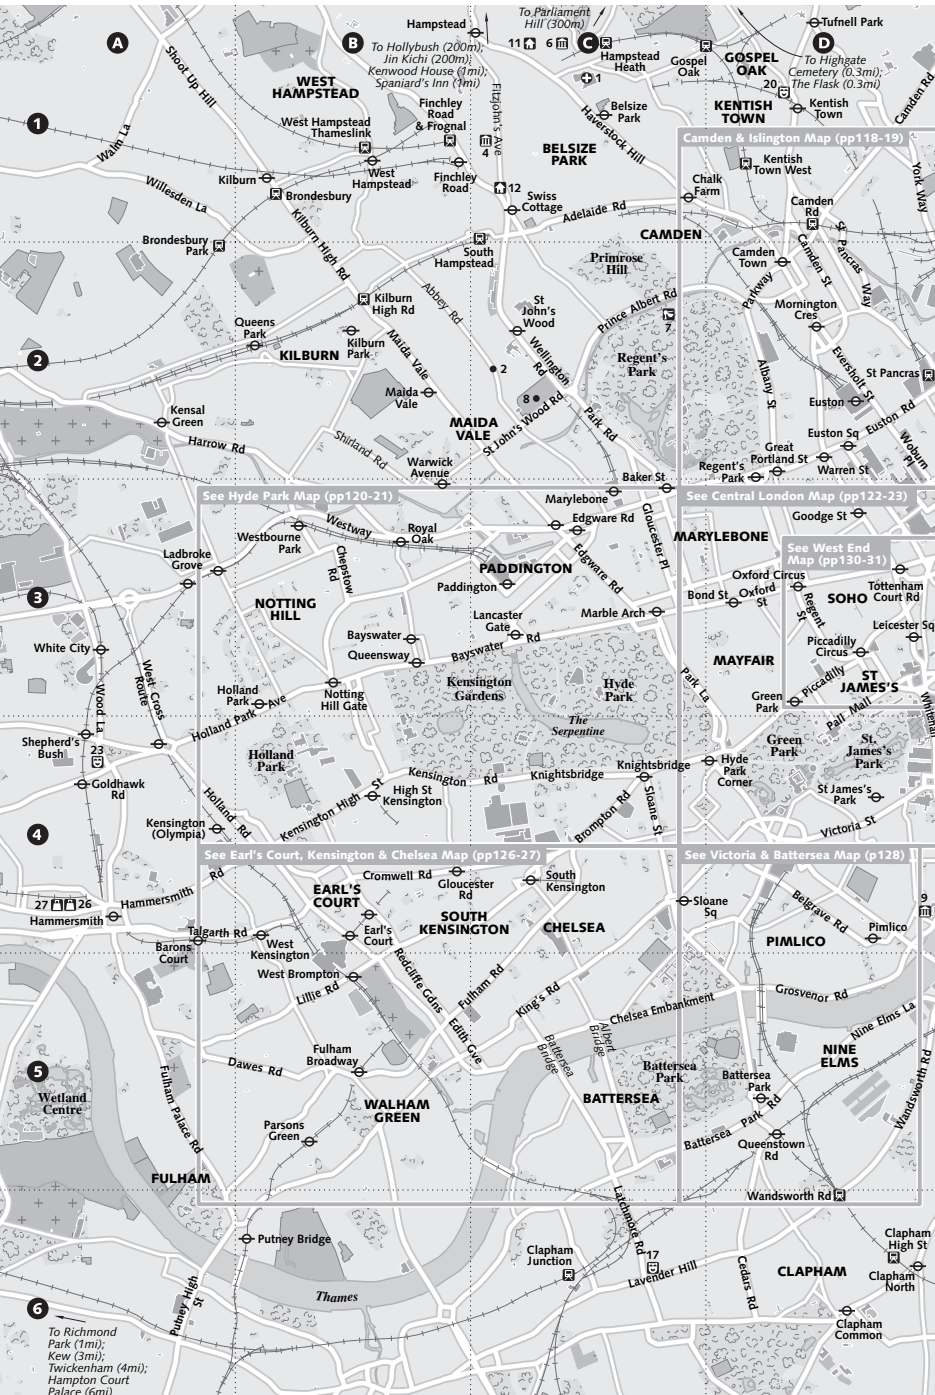 Hampstead
To Parliament
Hill (300m)
Tufnell Park
A
B
C
D
11
6
To Hollybush (200m);
Jin Kichi (200m);
Kenwood House (1mi);
Spaniard's Inn (1mi)
Hampstead
Heath
Gospel
Oak
GOSPEL
OAK
To Highgate
Cemetery (0.3mi);
The Flask (0.3mi)
Shoot Up Hill
WEST
HAMPSTEAD
1
20
Camden Rd
Fitzjohn's Ave
Finchley
Road
& Frognal
Belsize
Park
KENTISH
TOWN
Kentish
Town
1
West Hampstead
Thameslink
Haverstock Hill
Camden & Islington Map (pp118-19)
Walm La
4
BELSIZE
PARK
Kentish
Town West
York Way
West
Hampstead
Finchley
Road
Chalk
Farm
Kilburn
Willesden La
Brondesbury
12
Swiss
Cottage
Adelaide Rd
Camden
Rd
Kilburn High Rd
CAMDEN
St Pancras Way
Brondesbury
Park
South
Hampstead
Primrose
Hill
Camden
Town
Camden St
Parkway
Abbey Rd
Kilburn
High Rd
St
John's
Wood
Prince Albert Rd
7
Mornington
Cres
Queens
Park
Kilburn
Park
Maida Vale
Wellington
Rd
Regent's
Park
2
KILBURN
2
Albany St
Eversholt St
St Pancras
Maida
Vale
8
Euston
Kensal
Green
MAIDA
VALE
St John's Wood Rd
Park Rd
Euston Rd
Harrow Rd
Shirland Rd
Euston Sq
Woburn
Pl
Great
Portland St
Warwick
Avenue
Baker St
Regent's
Park
Warren St
See Hyde Park Map (pp120-21)
Marylebone
See Central London Map (pp122-23)
Westway
Edgware Rd
Gloucester Pl
Goodge St
Westbourne
Park
Royal
Oak
MARYLEBONE
Ladbroke
Grove
Chepstow
Rd
Edgware Rd
See West End
Map (pp130-31)
PADDINGTON
Paddington
Oxford Circus
Tottenham
Court Rd
3
NOTTING
HILL
Lancaster
Gate
Marble Arch
Bond St
Oxford
St
Regent
St
SOHO
Leicester Sq
Bayswater
Bayswater
Rd
White City
Queensway
Piccadilly
Circus
MAYFAIR
Wood La
West Cross
Route
Holland
Park
Notting
Hill Gate
Kensington
Gardens
Hyde
Park
Park La
Piccadilly
ST
JAMES'S
Green
Park
Pall Mall
Holland Park
Ave
The
Serpentine
Shepherd's
Bush
23
Holland
Park
Green
Park
St.
James's
Park
Goldhawk
Rd
Kensington
Rd
Knightsbridge
Knightsbridge
Hyde
Park
Corner
Kensington High
St
High St
Kensington
St James's
Park
Holland Rd
Brompton Rd
Sloane St
4
Kensington
(Olympia)
Victoria St
See Earl's Court, Kensington & Chelsea Map (pp126-27)
See Victoria & Battersea Map (p128)
Rd
Cromwell Rd
Gloucester
Rd
South
Kensington
27
26
Hammersmith
Hammersmith
EARL'S
COURT
Sloane
Sq
Belgrave Rd
9
SOUTH
KENSINGTON
CHELSEA
Pimlico
Talgarth Rd
Barons
Court
West
Kensington
Earl's
Court
PIMLICO
West Brompton
Redcliffe Gdns
Fulham Rd
Lillie Rd
King's Rd
Chelsea Embankment
Grosvenor Rd
Nine Elms La
Edith Gve
Battersea
Bridge
Albert
Bridge
NINE
ELMS
5
Fulham
Broadway
Dawes Rd
Battersea
Park
Battersea
Park
Wandsworth Rd
Wetland
Centre
Fulham Palace Rd
WALHAM
GREEN
BATTERSEA
Parsons
Green
Battersea
Park
Rd
Queenstown
Rd
FULHAM
Latchmore Rd
Wandsworth Rd
Putney Bridge
Clapham
Junction
17
Clapham
High St
Lavender Hill
Cedars Rd
CLAPHAM
Clapham
North
Putney High
St
Thames
6
Clapham
Common
To Richmond
Park (1mi);
Kew (3mi);
Twickenham (4mi);
Hampton Court
Palace (6mi)